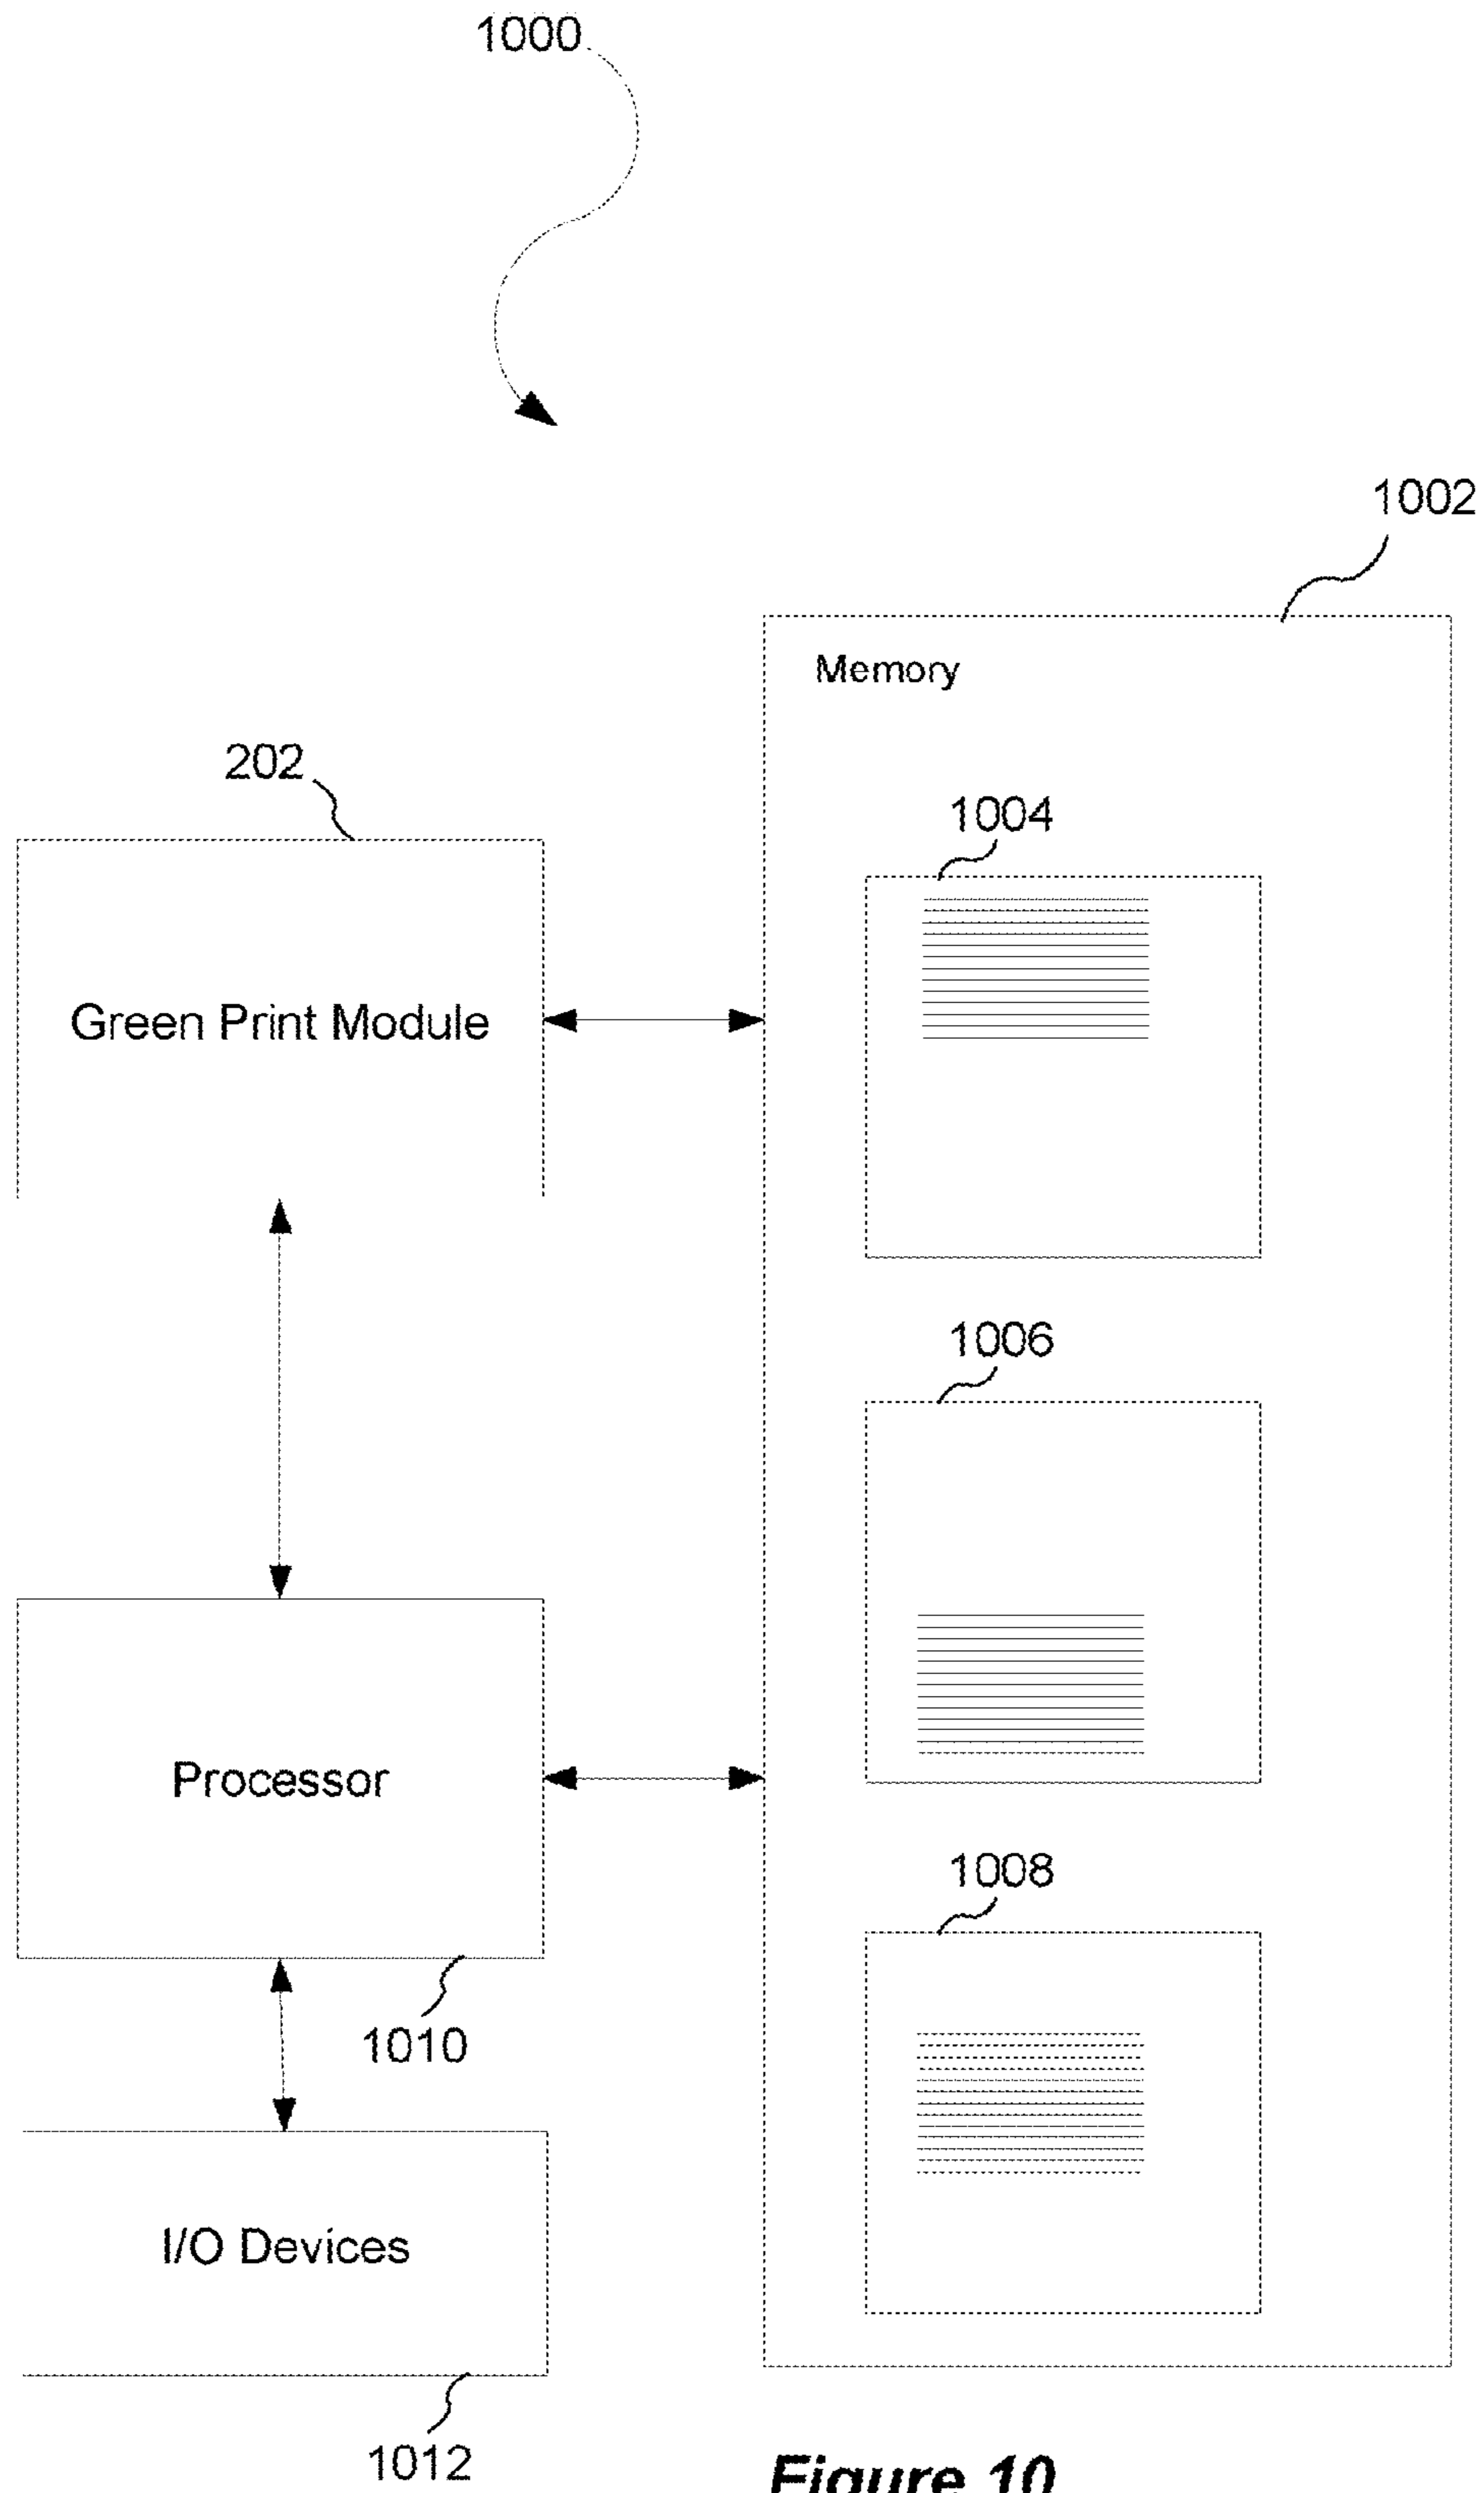 1000
1002
Memory
202
1004
Green Print Module
1006
Processor
1008
1010
I/O Devices
1012
Figure 10